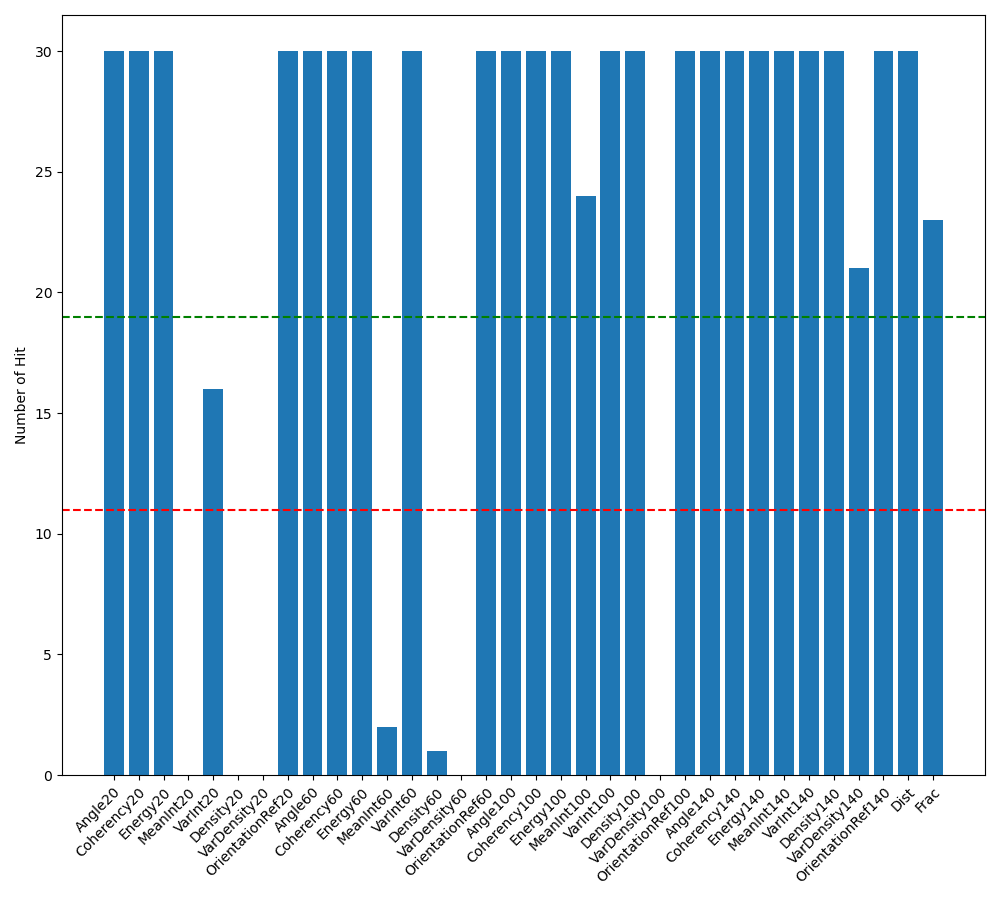 30
25
20
15
10
5
0
Number of Hit
Angle20
Coherency20
Energy20
MeanInt20
VarInt20
Density20
VarDensity20
OrientationRef20
Angle60
Coherency60
Energy60
MeanInt60
VarInt60
Density60
VarDensity60
OrientationRef60
Angle100
Coherency100
Energy100
MeanInt100
VarInt100
Density100
VarDensity100
OrientationRef100
Angle140
Coherency140
Energy140
MeanInt140
VarInt140
Density140
VarDensity140
OrientationRef140
Dist
Frac